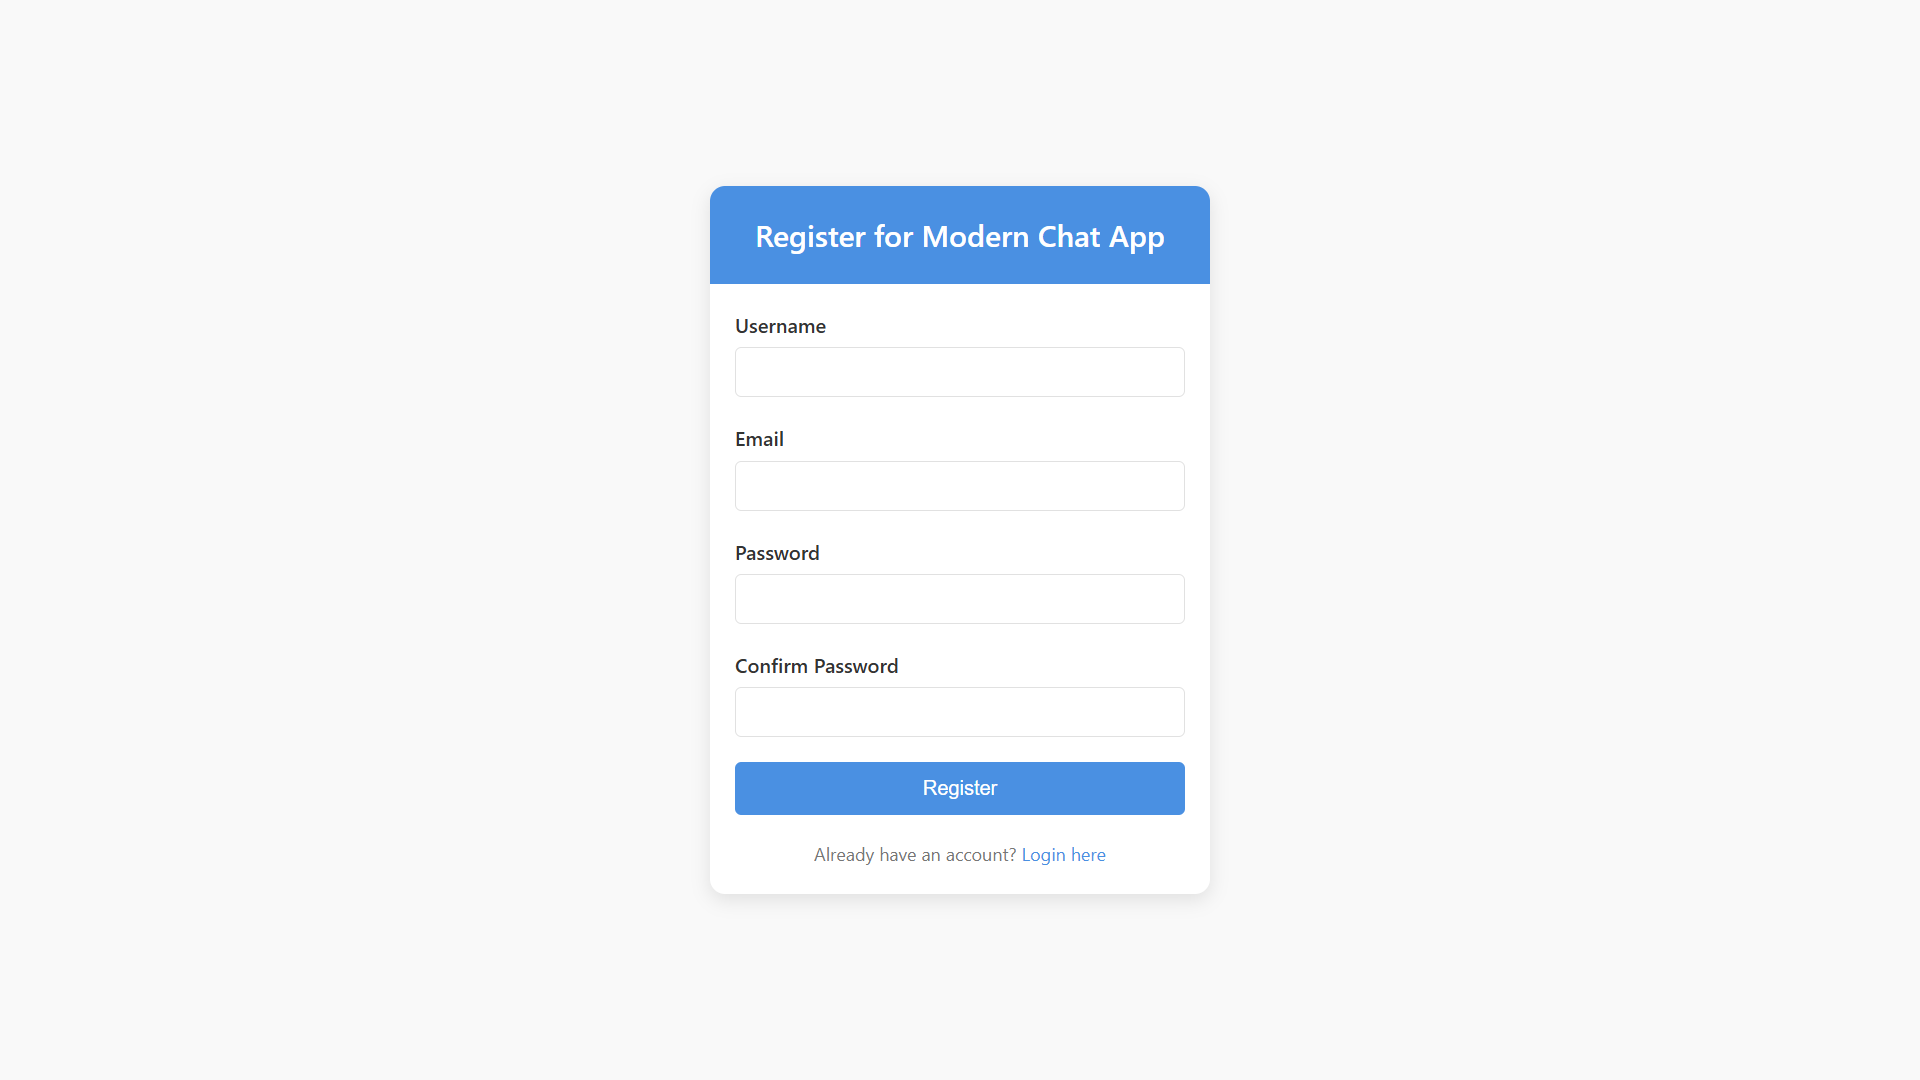 Register for Modern Chat App
Username
Email
Password
Confirm Password
Register
Already have an account? Login here